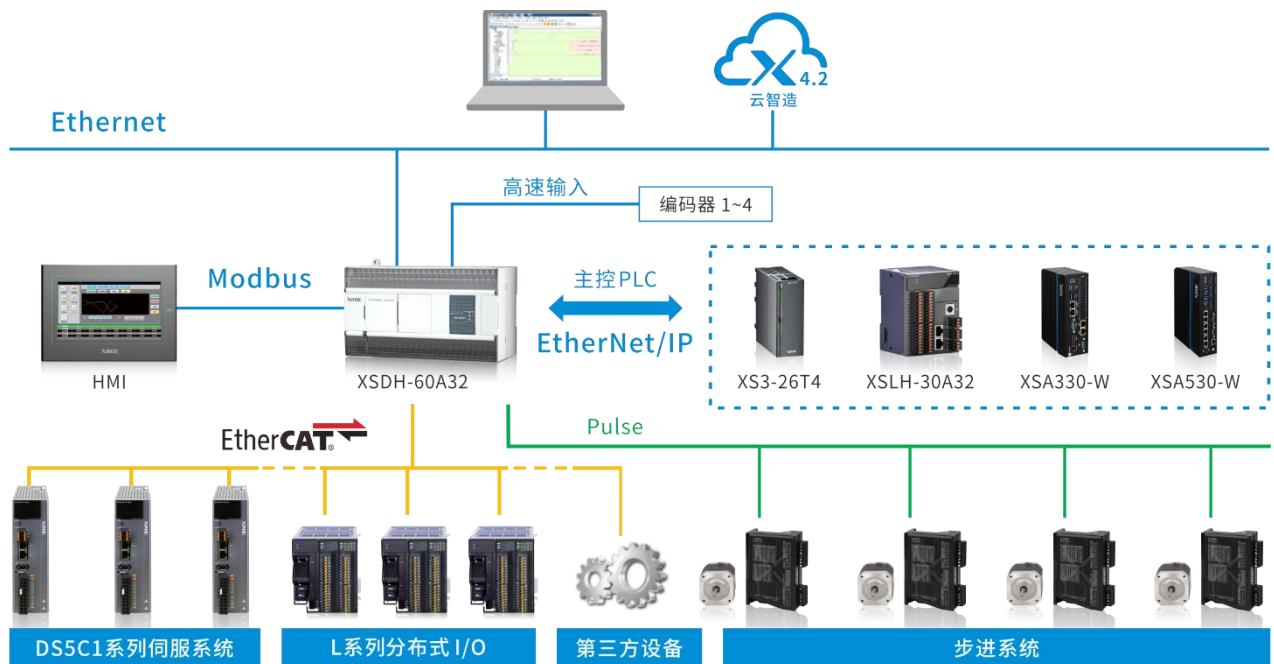 4.2
云智造
Ethernet
高速输入
编码器 1~4
Modbus
主控PLC
EtherNet/IP
HMI
XSDH-60A32
XS3-26T4
XSLH-30A32
XSA330-W
XSA530-W
EtherCAT®
Pulse
DS5C1系列伺服系统
L系列分布式 I/O
第三方设备
步进系统